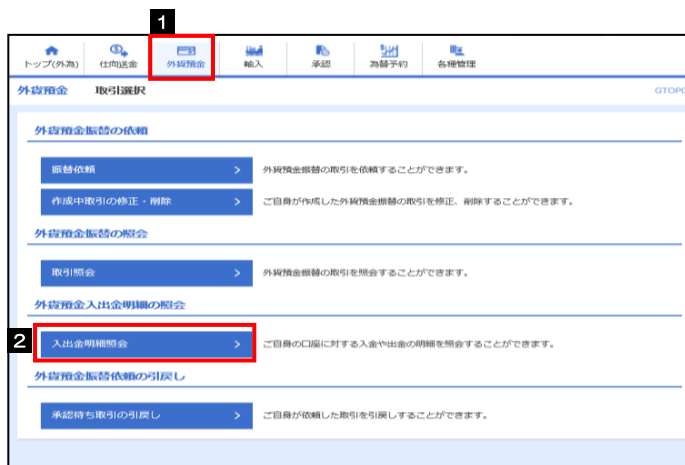 1
トップ(外為) 仕向送金 外貨預金 輸入 承認 為替予約 各種管理
外貨預金 取引選択 GTOPC
外貨預金振替の依頼
振替依頼 > 外貨預金振替の取引を依頼することができます。
作成中取引の修正・削除 > ご自身が作成した外貨預金振替の取引を修正、削除することができます。
外貨預金振替の照会
取引照会 > 外貨預金振替の取引を照会することができます。
外貨預金入出金明細の照会
2 入出金明細照会 > ご自身の口座に対する入金や出金の明細を照会することができます。
外貨預金振替依頼の引戻し
承認待ち取引の引戻し > ご自身が依頼した取引を引戻しすることができます。